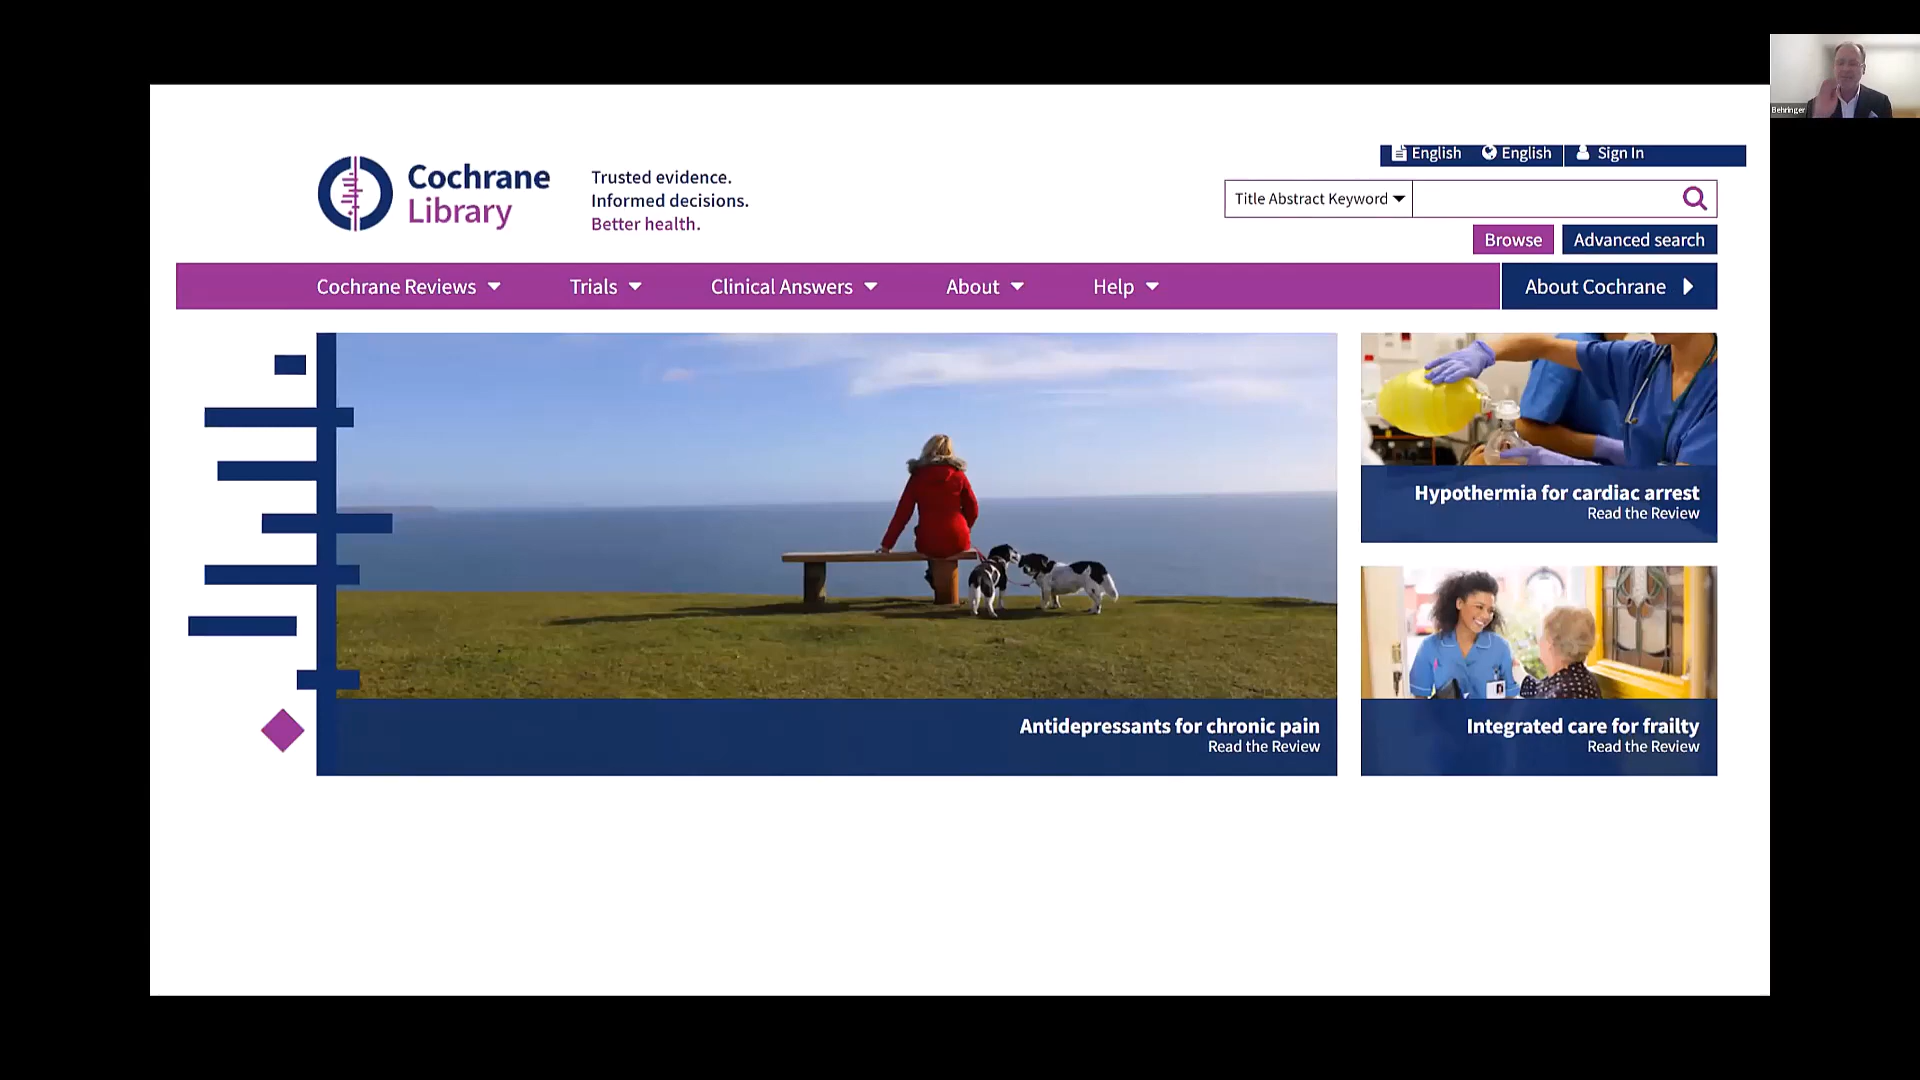 Behringer
English English Sign In
Cochrane
Library
Trusted evidence.
Informed decisions.
Better health.
Title Abstract Keyword
Browse Advanced search
Cochrane Reviews Trials Clinical Answers About Help About Cochrane
Hypothermia for cardiac arrest
Read the Review
Antidepressants for chronic pain
Read the Review
Integrated care for frailty
Read the Review